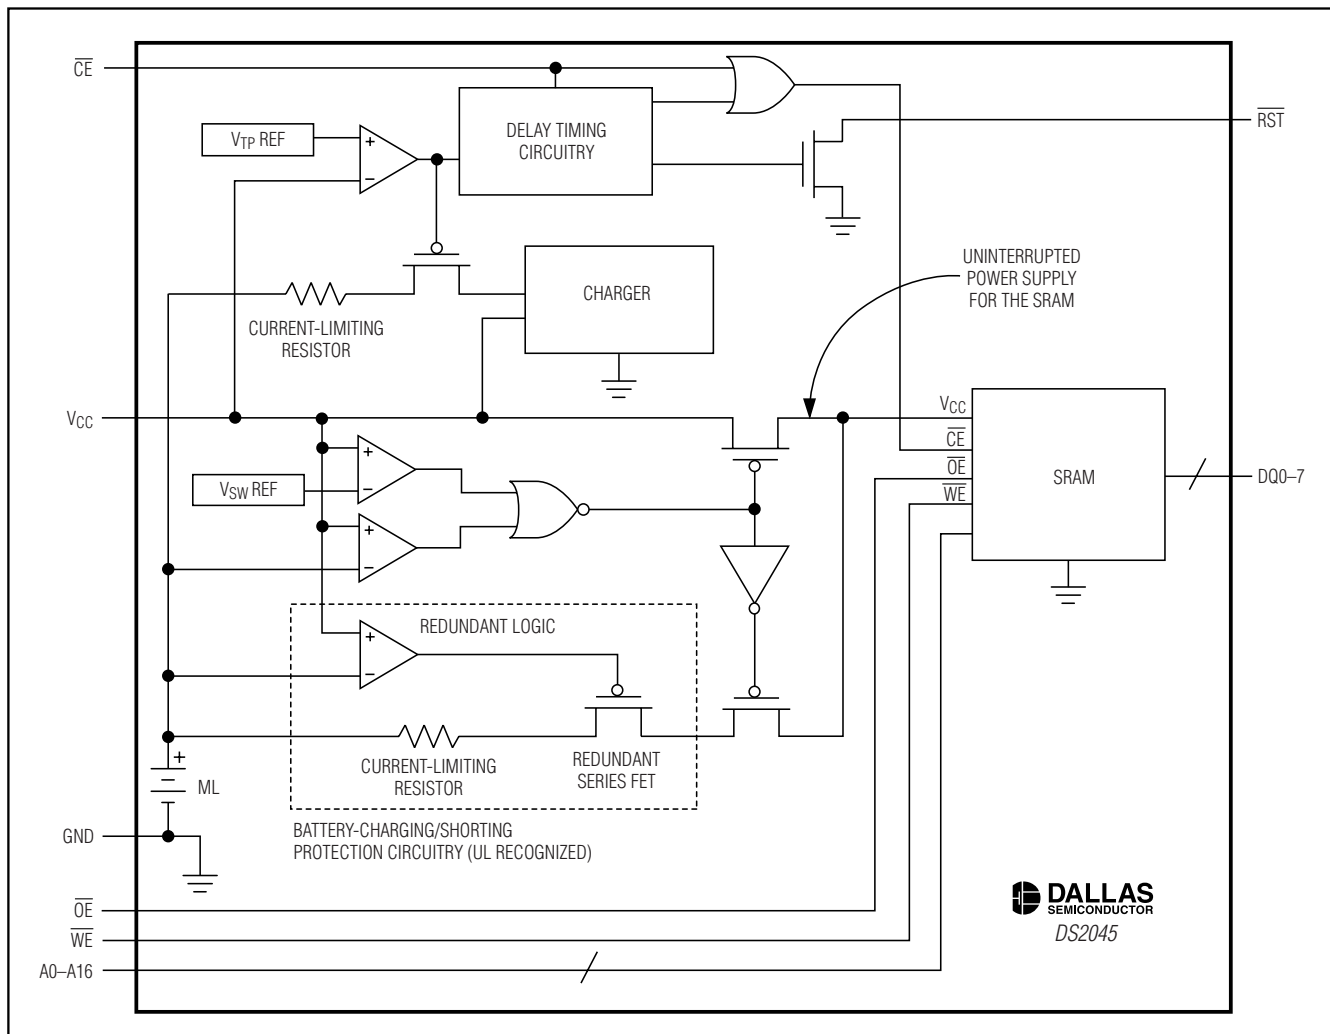 CE
VTP REF
+
−
DELAY TIMING
CIRCUITRY
RST
CHARGER
CURRENT-LIMITING
RESISTOR
UNINTERRUPTED
POWER SUPPLY
FOR THE SRAM
VCC
VSW REF
+
−
+
−
VCC
CE
OE
WE
SRAM
DQ0–7
REDUNDANT LOGIC
+
−
CURRENT-LIMITING
RESISTOR
REDUNDANT
SERIES FET
+
ML
GND
BATTERY-CHARGING/SHORTING
PROTECTION CIRCUITRY (UL RECOGNIZED)
OE
WE
A0–A16
DALLAS
SEMICONDUCTOR
DS2045